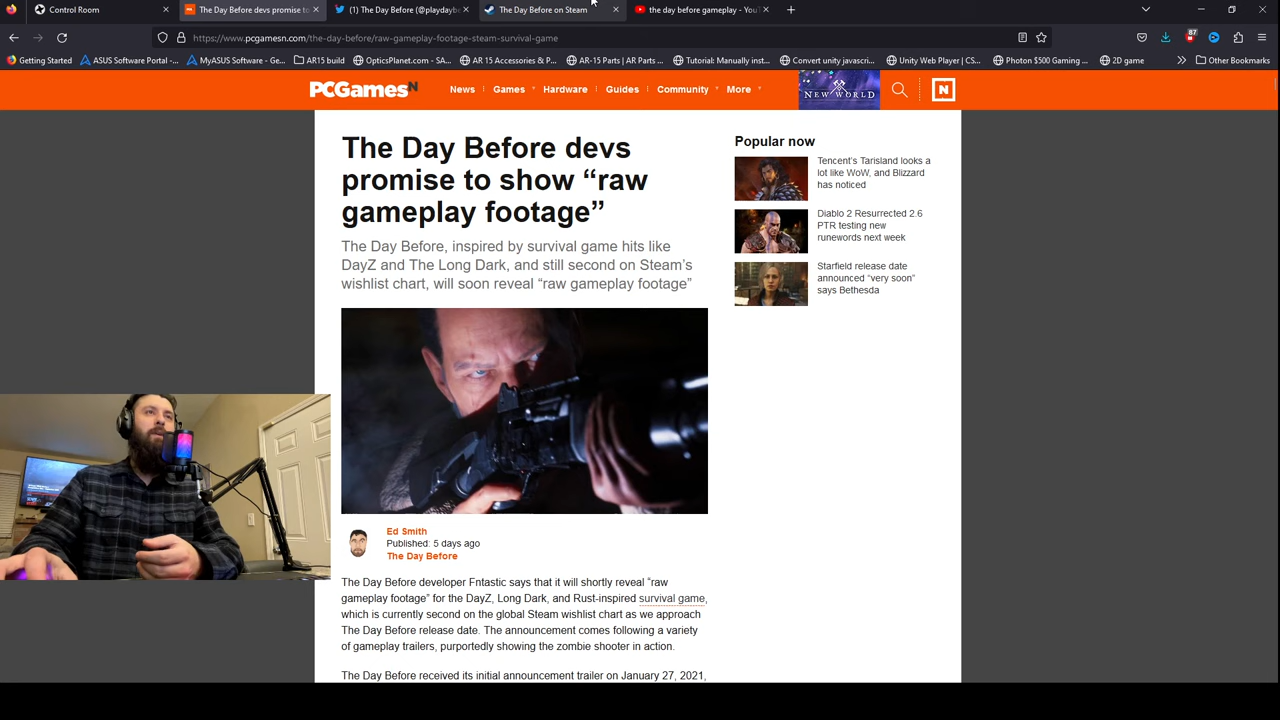 Control Room
The Day Before devs promise to
(1) The Day Before (@playdaybe
The Day Before on Steam
the day before gameplay - You
https://www.pcgamesn.com/the-day-before/raw-gameplay-footage-steam-survival-game
87
Getting Started
ASUS Software Portal -...
MyASUS Software - Ge...
AR15 build
OpticsPlanet.com - SA...
AR 15 Accessories & P...
AR-15 Parts | AR Parts ...
Tutorial: Manually inst...
Convert unity javascri...
Unity Web Player | CS...
Photon $500 Gaming ...
2D game
Other Bookmarks
PCGamesN
News
Games
Hardware
Guides
Community
More
NEW WORLD
N
The Day Before devs
promise to show “raw
gameplay footage”
The Day Before, inspired by survival game hits like
DayZ and The Long Dark, and still second on Steam’s
wishlist chart, will soon reveal “raw gameplay footage”
Ed Smith
Published: 5 days ago
The Day Before
The Day Before developer Fntastic says that it will shortly reveal “raw
gameplay footage” for the DayZ, Long Dark, and Rust-inspired survival game,
which is currently second on the global Steam wishlist chart as we approach
The Day Before release date. The announcement comes following a variety
of gameplay trailers, purportedly showing the zombie shooter in action.
The Day Before received its initial announcement trailer on January 27, 2021,
Popular now
Tencent’s Tarisland looks a
lot like WoW, and Blizzard
has noticed
Diablo 2 Resurrected 2.6
PTR testing new
runewords next week
Starfield release date
announced “very soon”
says Bethesda